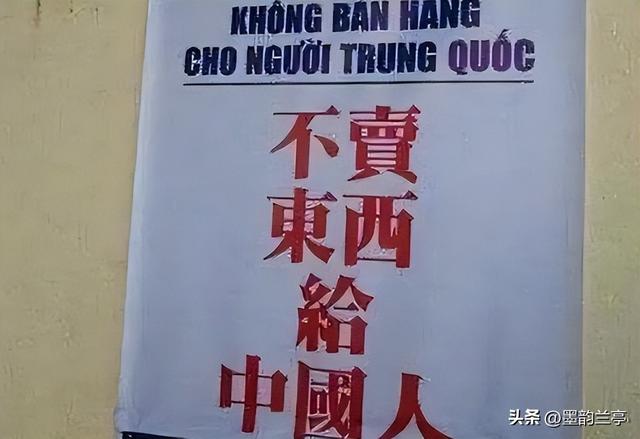 KHÔNG BÁN HÀNG
CHO NGƯỜI TRUNG QUỐC
不賣
東西
給
中國人
头条 @墨韵兰亭